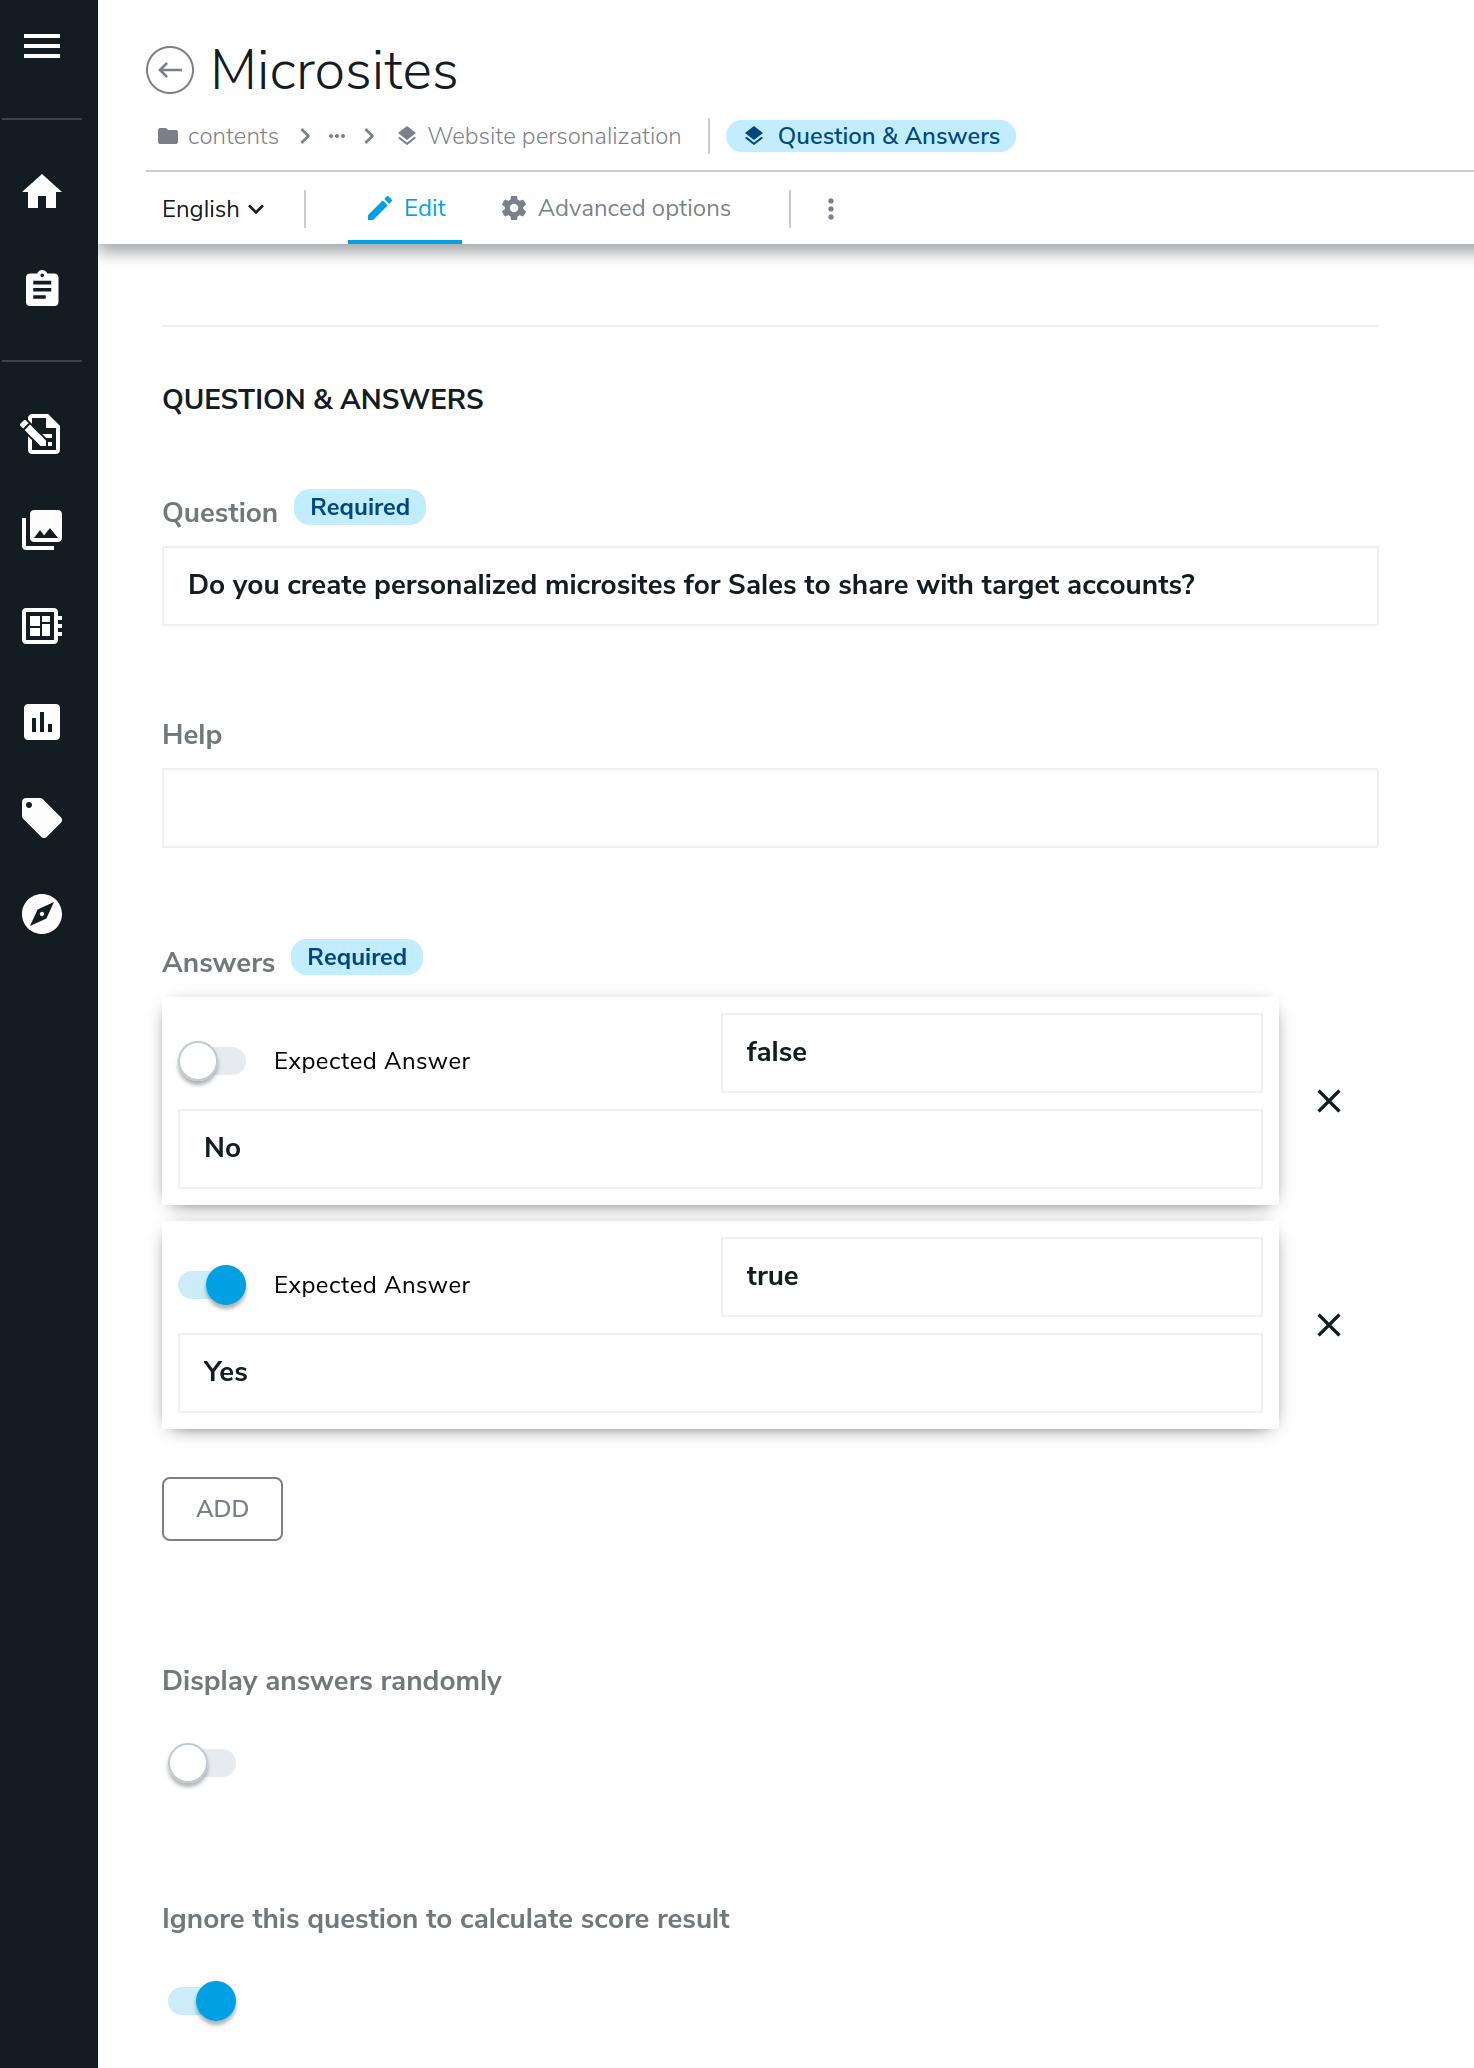 Microsites
contents > ... > Website personalization | Question & Answers
English Edit Advanced options
QUESTION & ANSWERS
Question Required
Do you create personalized microsites for Sales to share with target accounts?
Help
Answers Required
Expected Answer false
No
Expected Answer true
Yes
ADD
Display answers randomly
Ignore this question to calculate score result